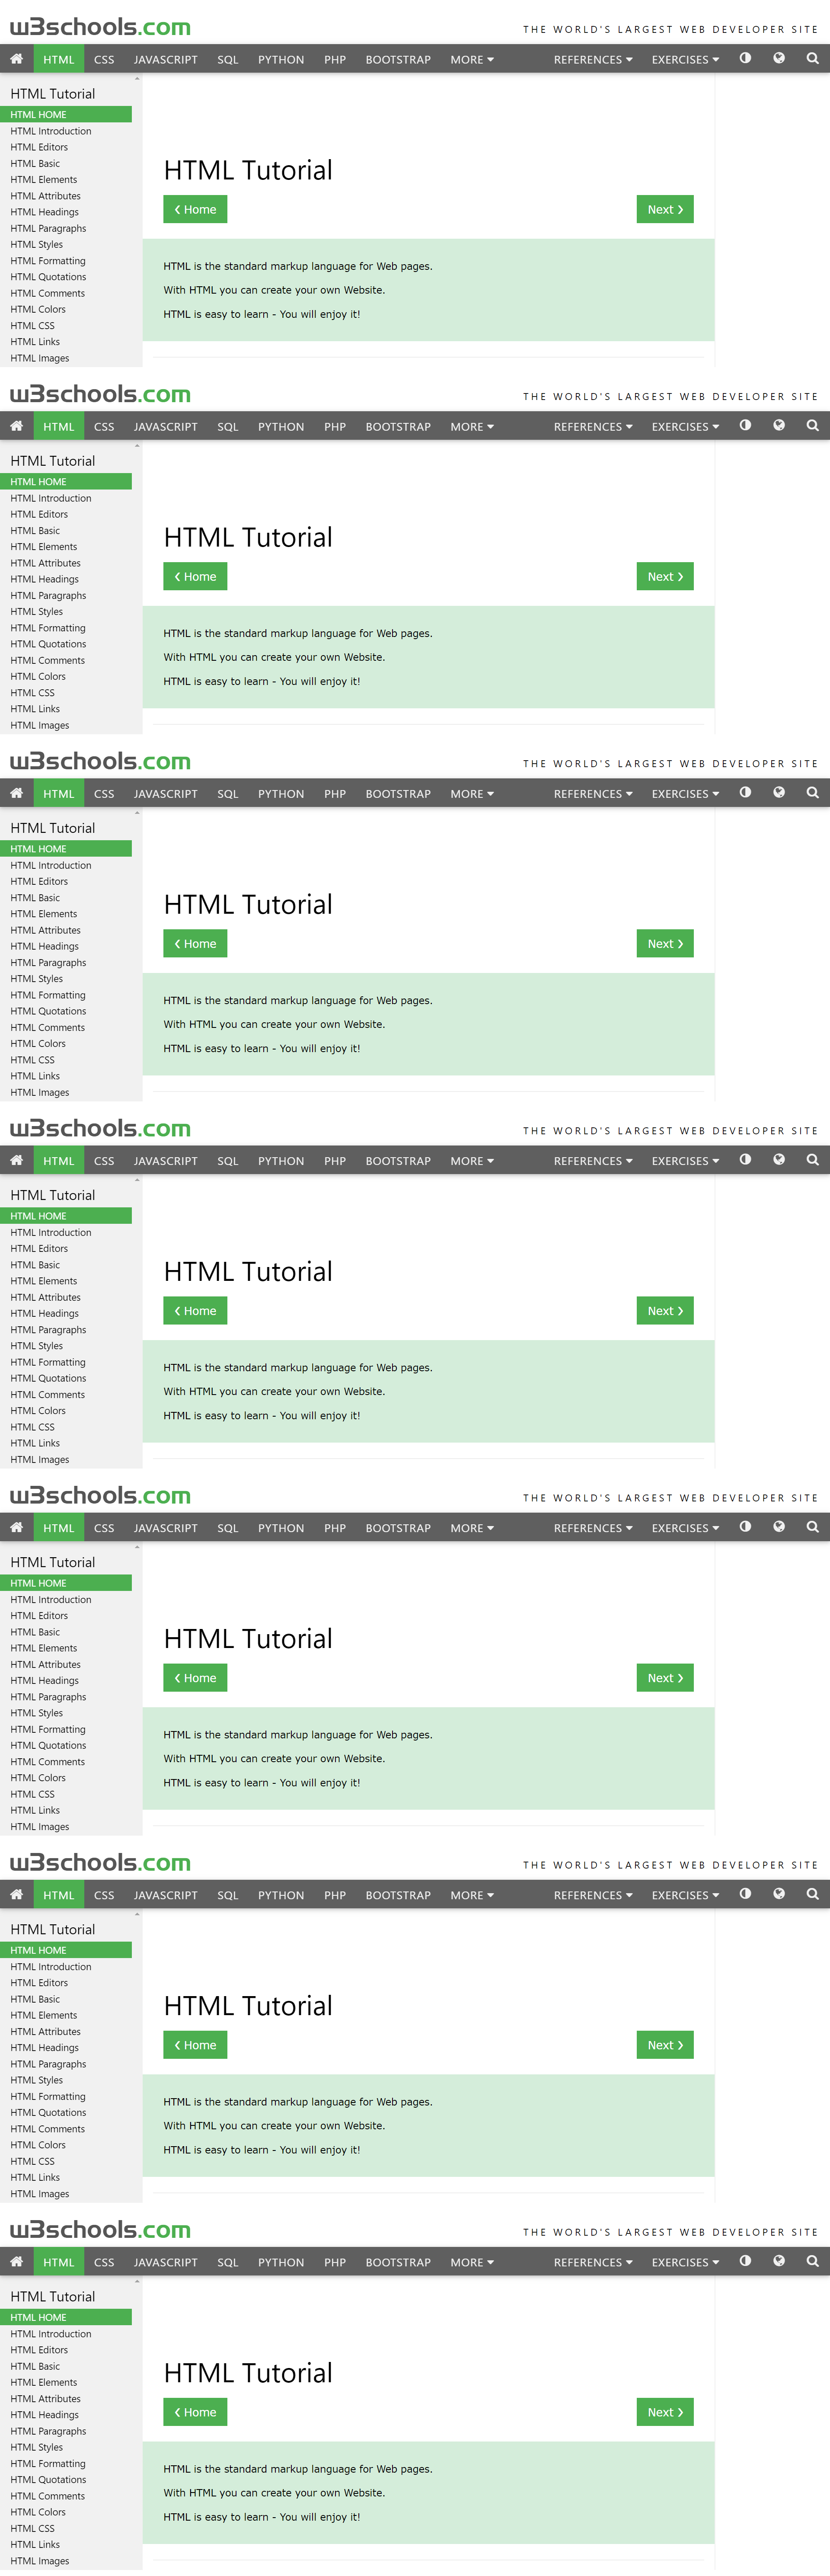 w3schools.com THE WORLD'S LARGEST WEB DEVELOPER SITE
HTML CSS JAVASCRIPT SQL PYTHON PHP BOOTSTRAP MORE REFERENCES EXERCISES
HTML Tutorial
HTML HOME
HTML Introduction
HTML Editors
HTML Basic
HTML Elements
HTML Attributes
HTML Headings
HTML Paragraphs
HTML Styles
HTML Formatting
HTML Quotations
HTML Comments
HTML Colors
HTML CSS
HTML Links
HTML Images
HTML Tutorial
❮ Home Next ❯
HTML is the standard markup language for Web pages.
With HTML you can create your own Website.
HTML is easy to learn - You will enjoy it!
w3schools.com THE WORLD'S LARGEST WEB DEVELOPER SITE
HTML CSS JAVASCRIPT SQL PYTHON PHP BOOTSTRAP MORE REFERENCES EXERCISES
HTML Tutorial
HTML HOME
HTML Introduction
HTML Editors
HTML Basic
HTML Elements
HTML Attributes
HTML Headings
HTML Paragraphs
HTML Styles
HTML Formatting
HTML Quotations
HTML Comments
HTML Colors
HTML CSS
HTML Links
HTML Images
HTML Tutorial
❮ Home Next ❯
HTML is the standard markup language for Web pages.
With HTML you can create your own Website.
HTML is easy to learn - You will enjoy it!
w3schools.com THE WORLD'S LARGEST WEB DEVELOPER SITE
HTML CSS JAVASCRIPT SQL PYTHON PHP BOOTSTRAP MORE REFERENCES EXERCISES
HTML Tutorial
HTML HOME
HTML Introduction
HTML Editors
HTML Basic
HTML Elements
HTML Attributes
HTML Headings
HTML Paragraphs
HTML Styles
HTML Formatting
HTML Quotations
HTML Comments
HTML Colors
HTML CSS
HTML Links
HTML Images
HTML Tutorial
❮ Home Next ❯
HTML is the standard markup language for Web pages.
With HTML you can create your own Website.
HTML is easy to learn - You will enjoy it!
w3schools.com THE WORLD'S LARGEST WEB DEVELOPER SITE
HTML CSS JAVASCRIPT SQL PYTHON PHP BOOTSTRAP MORE REFERENCES EXERCISES
HTML Tutorial
HTML HOME
HTML Introduction
HTML Editors
HTML Basic
HTML Elements
HTML Attributes
HTML Headings
HTML Paragraphs
HTML Styles
HTML Formatting
HTML Quotations
HTML Comments
HTML Colors
HTML CSS
HTML Links
HTML Images
HTML Tutorial
❮ Home Next ❯
HTML is the standard markup language for Web pages.
With HTML you can create your own Website.
HTML is easy to learn - You will enjoy it!
w3schools.com THE WORLD'S LARGEST WEB DEVELOPER SITE
HTML CSS JAVASCRIPT SQL PYTHON PHP BOOTSTRAP MORE REFERENCES EXERCISES
HTML Tutorial
HTML HOME
HTML Introduction
HTML Editors
HTML Basic
HTML Elements
HTML Attributes
HTML Headings
HTML Paragraphs
HTML Styles
HTML Formatting
HTML Quotations
HTML Comments
HTML Colors
HTML CSS
HTML Links
HTML Images
HTML Tutorial
❮ Home Next ❯
HTML is the standard markup language for Web pages.
With HTML you can create your own Website.
HTML is easy to learn - You will enjoy it!
w3schools.com THE WORLD'S LARGEST WEB DEVELOPER SITE
HTML CSS JAVASCRIPT SQL PYTHON PHP BOOTSTRAP MORE REFERENCES EXERCISES
HTML Tutorial
HTML HOME
HTML Introduction
HTML Editors
HTML Basic
HTML Elements
HTML Attributes
HTML Headings
HTML Paragraphs
HTML Styles
HTML Formatting
HTML Quotations
HTML Comments
HTML Colors
HTML CSS
HTML Links
HTML Images
HTML Tutorial
❮ Home Next ❯
HTML is the standard markup language for Web pages.
With HTML you can create your own Website.
HTML is easy to learn - You will enjoy it!
w3schools.com THE WORLD'S LARGEST WEB DEVELOPER SITE
HTML CSS JAVASCRIPT SQL PYTHON PHP BOOTSTRAP MORE REFERENCES EXERCISES
HTML Tutorial
HTML HOME
HTML Introduction
HTML Editors
HTML Basic
HTML Elements
HTML Attributes
HTML Headings
HTML Paragraphs
HTML Styles
HTML Formatting
HTML Quotations
HTML Comments
HTML Colors
HTML CSS
HTML Links
HTML Images
HTML Tutorial
❮ Home Next ❯
HTML is the standard markup language for Web pages.
With HTML you can create your own Website.
HTML is easy to learn - You will enjoy it!